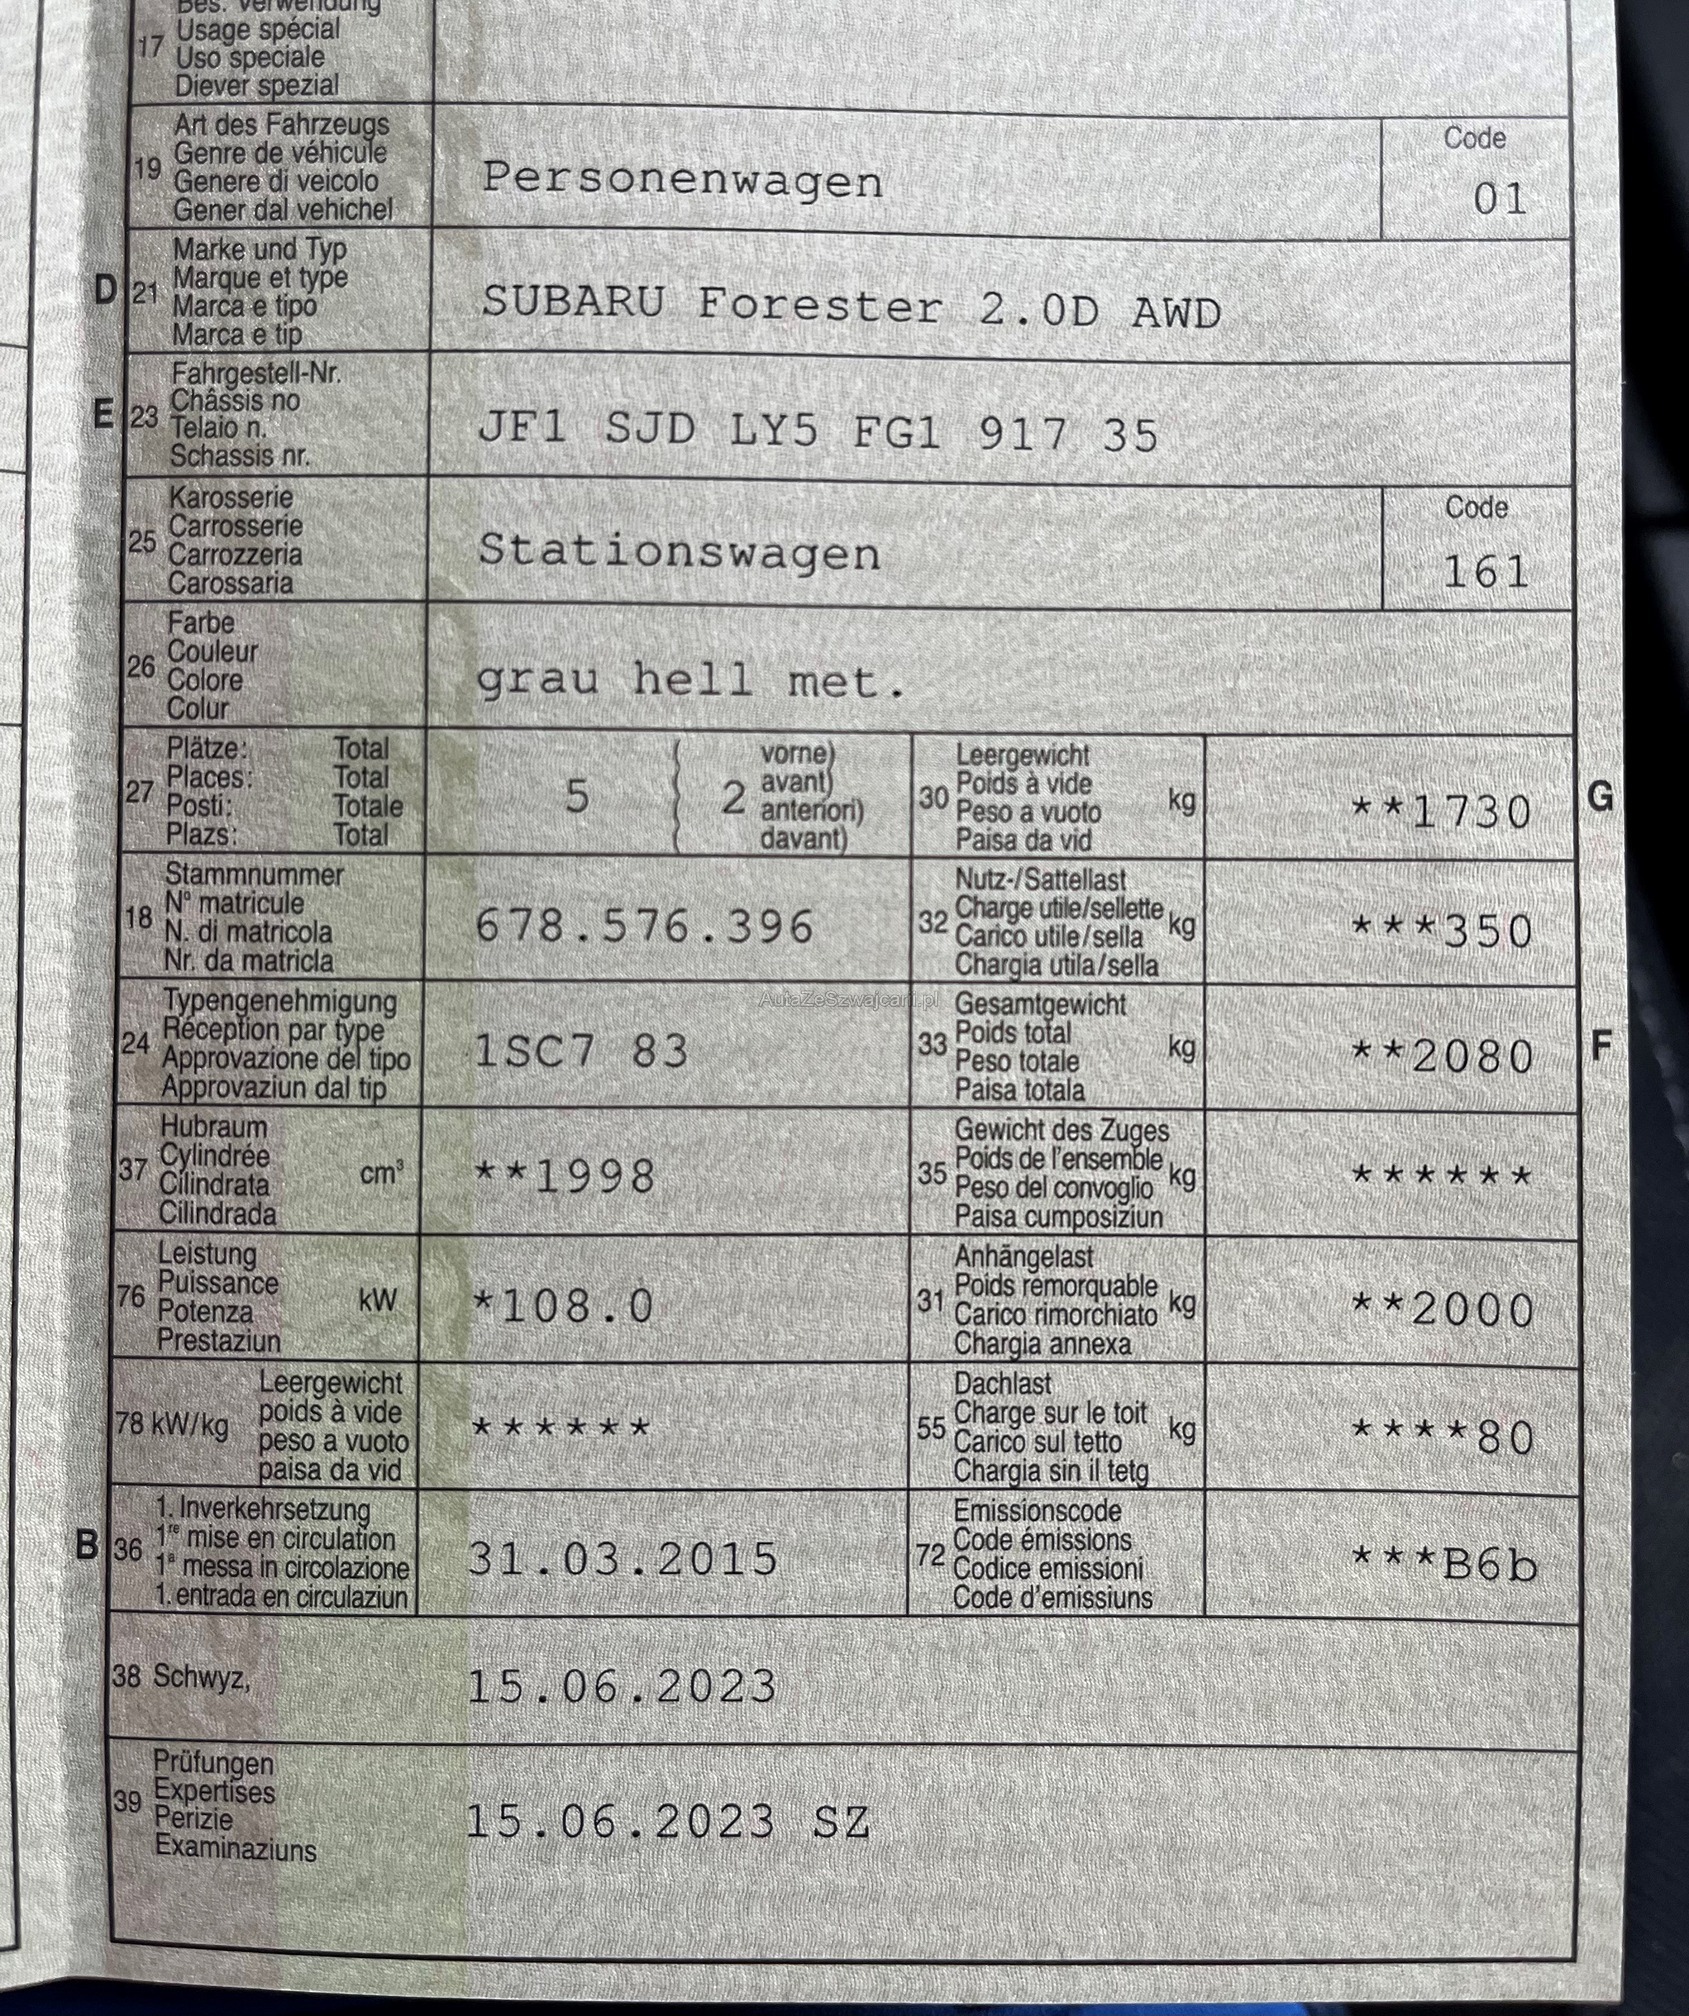 Bes. Verwendung
17 Usage spécial
Uso speciale
Diever spezial
Art des Fahrzeugs
19 Genre de véhicule
Genere di veicolo
Gener dal vehichel
Personenwagen
Code
01
Marke und Typ
D 21 Marque et type
Marca e tipo
Marca e tip
SUBARU Forester 2.0D AWD
Fahrgestell-Nr.
E 23 Châssis no
Telaio n.
Schassis nr.
JF1 SJD LY5 FG1 917 35
Karosserie
25 Carrosserie
Carrozzeria
Carossaria
Stationswagen
Code
161
Farbe
26 Couleur
Colore
Colur
grau hell met.
Plätze: Total
27 Places: Total
Posti: Totale
Plazs: Total
5
2
vorne)
avant)
anteriori)
davant)
Leergewicht
30 Poids à vide kg
Peso a vuoto
Paisa da vid
**1730 G
Stammnummer
18 N° matricule
N. di matricola
Nr. da matricla
678.576.396
Nutz-/Sattellast
32 Charge utile/sellette kg
Carico utile/sella
Chargia utila/sella
***350
AutaZeSzwajcarii.pl
Typengenehmigung
24 Réception par type
Approvazione del tipo
Approvaziun dal tip
1SC7 83
Gesamtgewicht
33 Poids total kg
Peso totale
Paisa totala
**2080 F
Hubraum
37 Cylindrée cm³
Cilindrata
Cilindrada
**1998
Gewicht des Zuges
35 Poids de l'ensemble kg
Peso del convoglio
Paisa cumposiziun
******
Leistung
76 Puissance kW
Potenza
Prestaziun
*108.0
Anhängelast
31 Poids remorquable kg
Carico rimorchiato
Chargia annexa
**2000
Leergewicht
78 kW/kg poids à vide
peso a vuoto
paisa da vid
******
Dachlast
55 Charge sur le toit kg
Carico sul tetto
Chargia sin il tetg
****80
1. Inverkehrsetzung
B 36 1re mise en circulation
1a messa in circolazione
1. entrada en circulaziun
31.03.2015
Emissionscode
72 Code émissions
Codice emissioni
Code d'emissiuns
***B6b
38 Schwyz, 15.06.2023
Prüfungen
39 Expertises
Perizie
Examinaziuns
15.06.2023 SZ